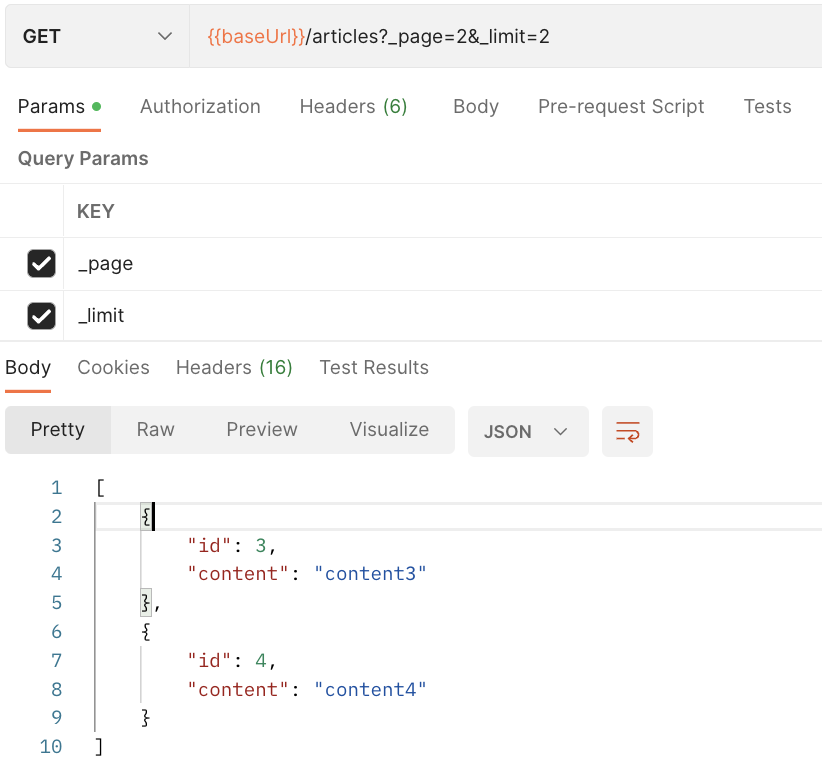 GET {{baseUrl}}/articles?_page=2&_limit=2
Params Authorization Headers (6) Body Pre-request Script Tests
Query Params
KEY
_page
_limit
Body Cookies Headers (16) Test Results
Pretty Raw Preview Visualize JSON
1 [
2 {
3 "id": 3,
4 "content": "content3"
5 },
6 {
7 "id": 4,
8 "content": "content4"
9 }
10 ]